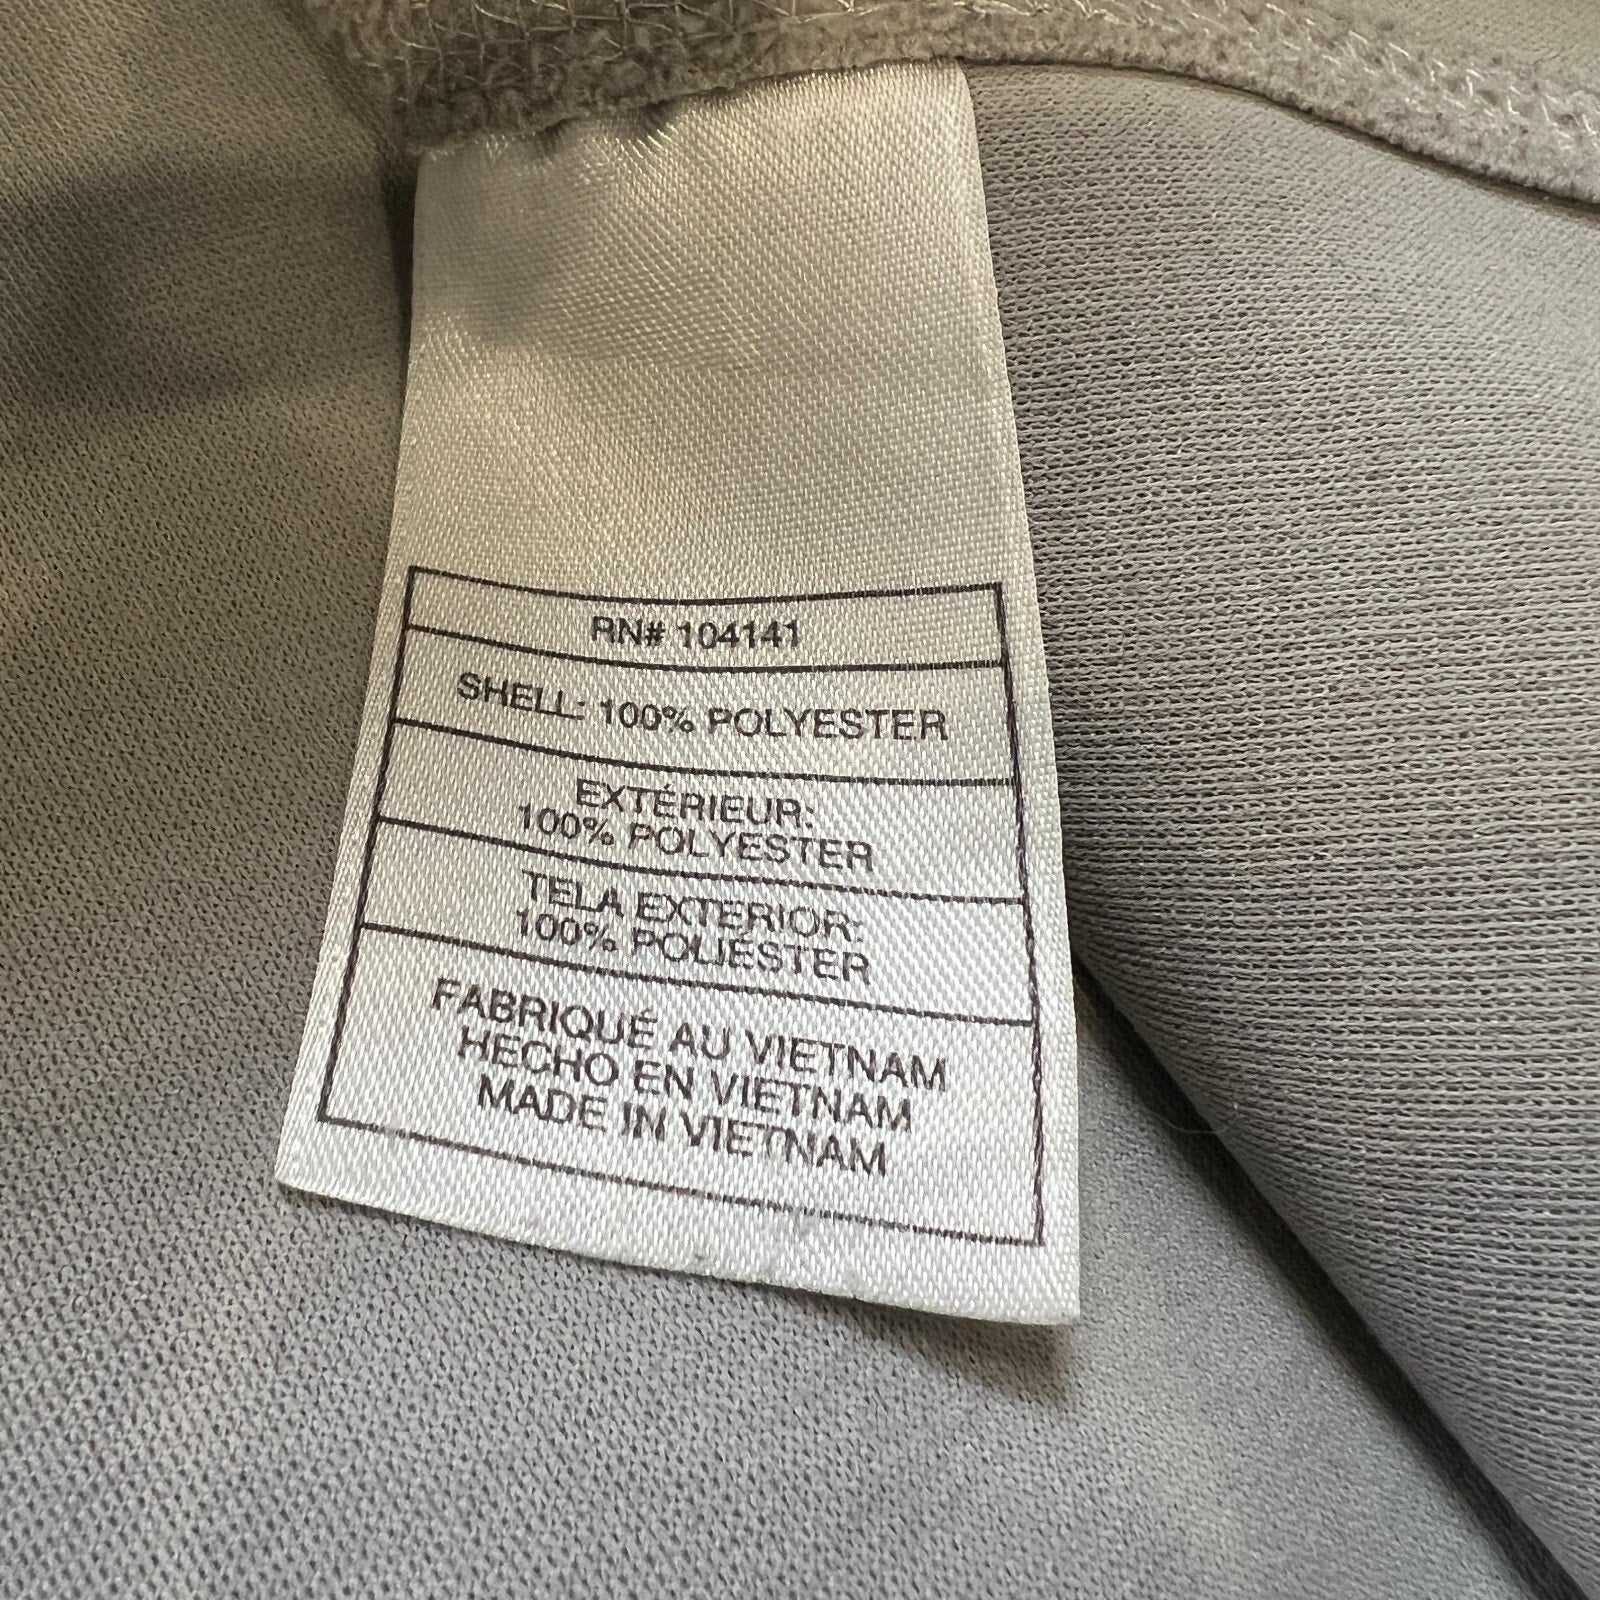 RN# 104141
SHELL: 100% POLYESTER
EXTÉRIEUR:
100% POLYESTER
TELA EXTERIOR:
100% POLIÉSTER
FABRIQUÉ AU VIETNAM
HECHO EN VIETNAM
MADE IN VIETNAM